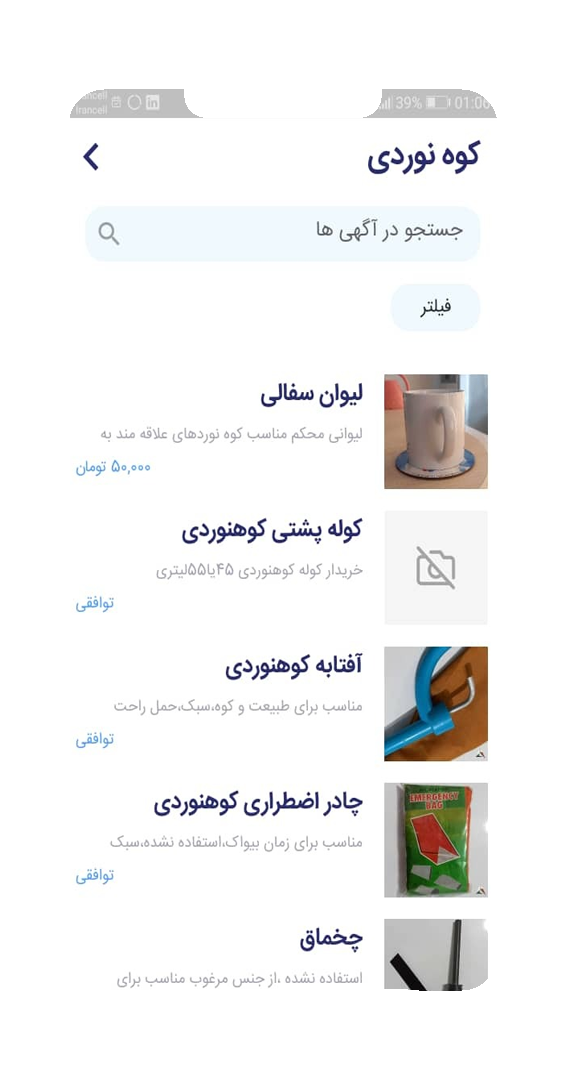 Irancell
39%
01:06
کوه نوردی
جستجو در آگهی ها
فیلتر
لیوان سفالی
لیوانی محکم مناسب کوه نوردهای علاقه مند به
۵۰,۰۰۰ تومان
کوله پشتی کوهنوردی
خریدار کوله کوهنوردی ۴۵یا۵۵لیتری
توافقی
آفتابه کوهنوردی
مناسب برای طبیعت و کوه،سبک،حمل راحت
توافقی
چادر اضطراری کوهنوردی
مناسب برای زمان بیواک،استفاده نشده،سبک
توافقی
EMERGENCY
BAG
چخماق
استفاده نشده ،از جنس مرغوب مناسب برای